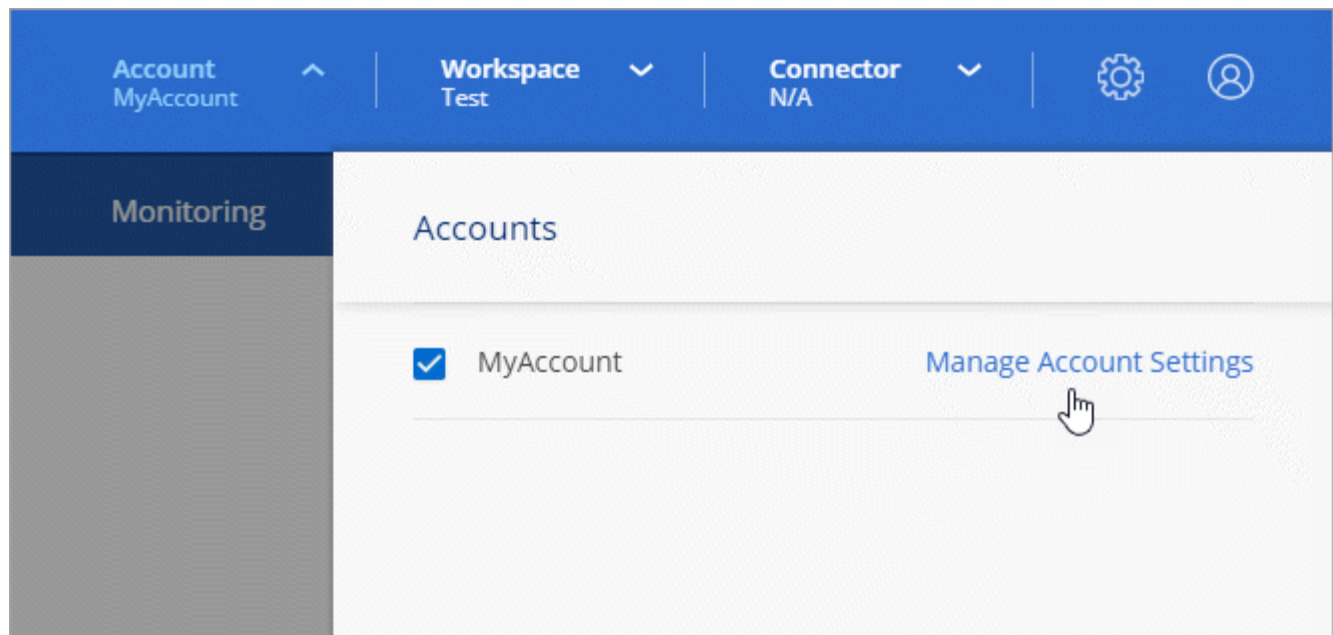 Account
MyAccount
Workspace
Test
Connector
N/A
Monitoring
Accounts
MyAccount
Manage Account Settings